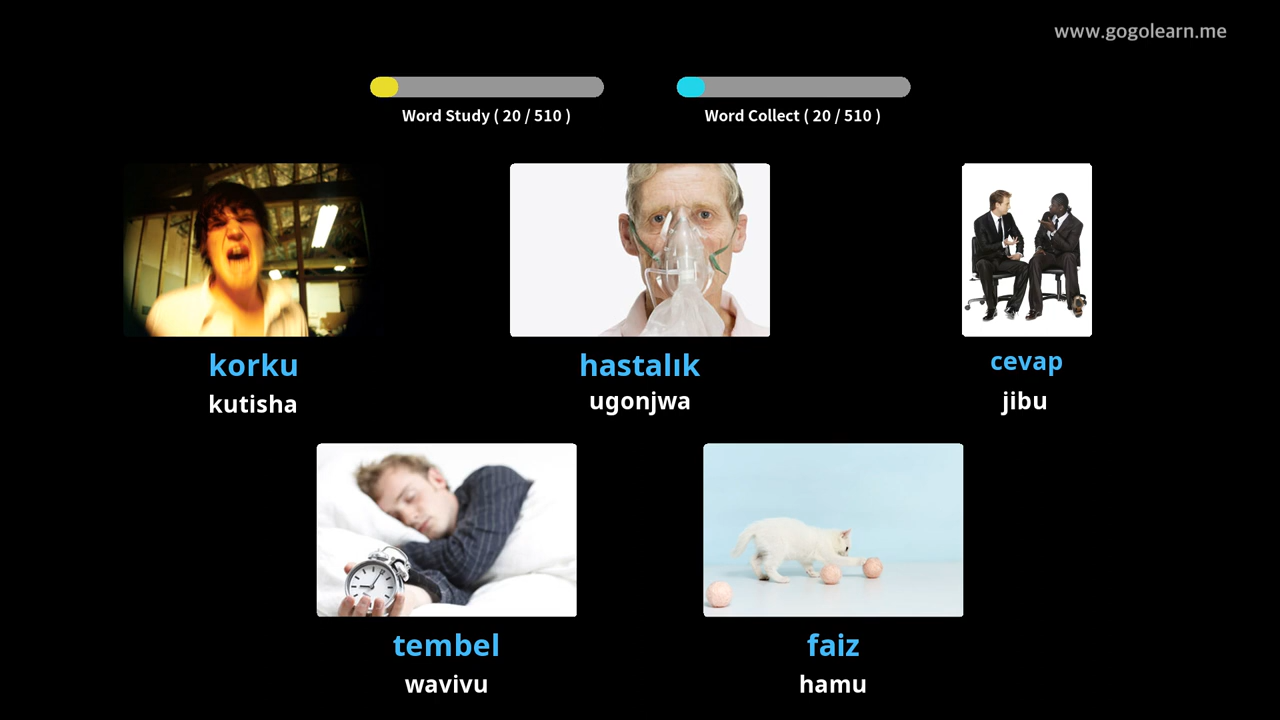 www.gogolearn.me
Word Study ( 20 / 510 )
Word Collect ( 20 / 510 )
korku
kutisha
hastalık
ugonjwa
cevap
jibu
tembel
wavivu
faiz
hamu